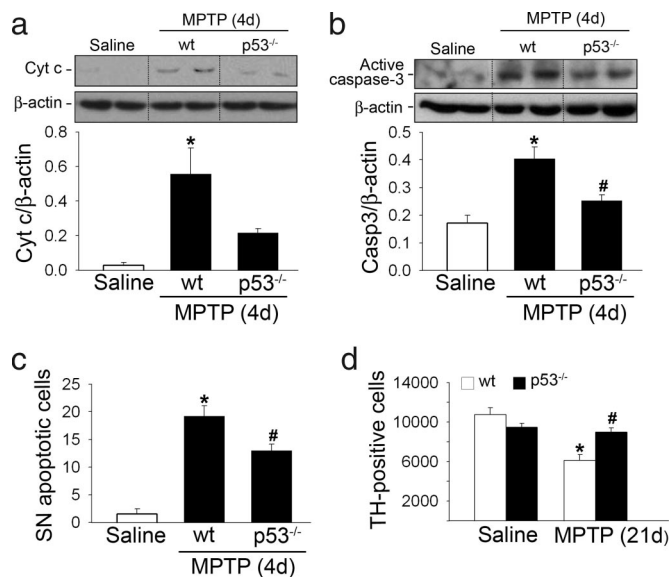 a
MPTP (4d)
Saline wt p53-/-
Cyt c
β-actin
0.8
0.6
0.4
0.2
0.0
Cyt c/β-actin
*
Saline wt p53-/-
MPTP (4d)
b
MPTP (4d)
Saline wt p53-/-
Active
caspase-3
β-actin
0.5
0.4
0.3
0.2
0.1
0.0
Casp3/β-actin
*
#
Saline wt p53-/-
MPTP (4d)
c
25
20
15
10
5
0
SN apoptotic cells
*
#
Saline wt p53-/-
MPTP (4d)
d
wt p53-/-
14000
10000
6000
2000
TH-positive cells
*
#
Saline MPTP (21d)